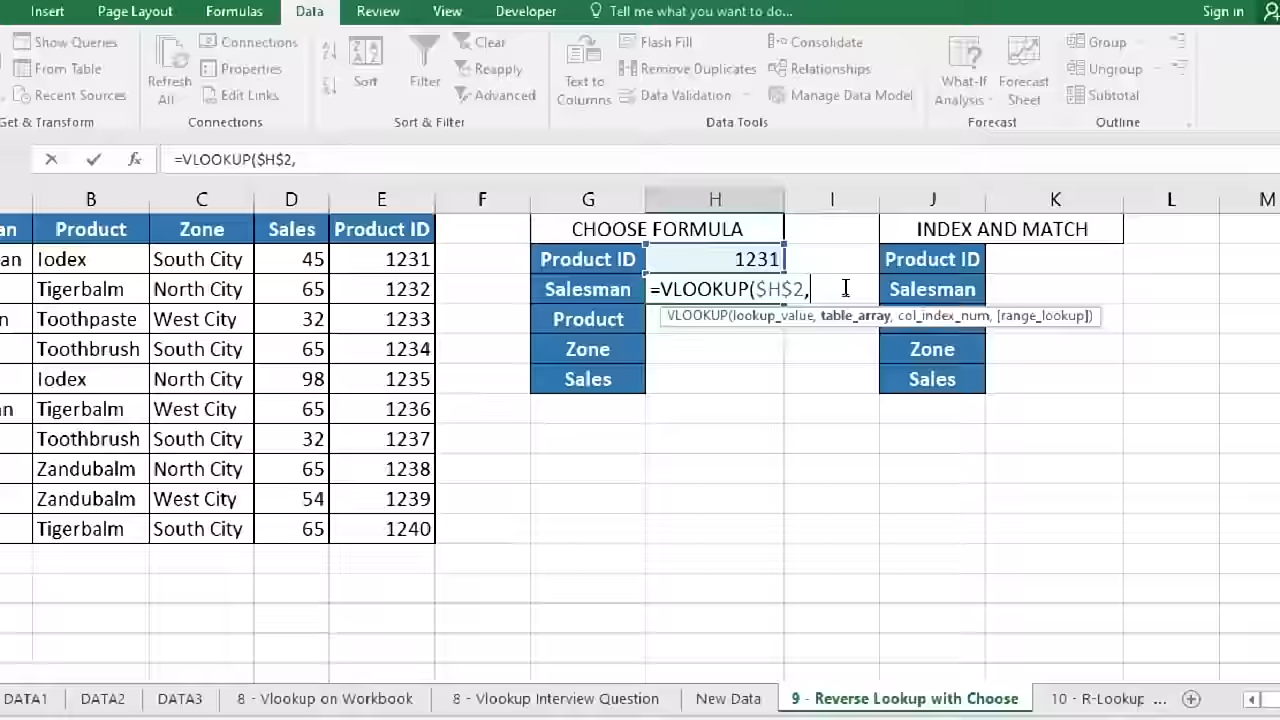 Insert Page Layout Formulas Data Review View Developer Tell me what you want to do... Sign in
Show Queries Connections Clear Flash Fill Consolidate Group
From Table Properties Reapply Remove Duplicates Relationships Ungroup
Recent Sources Edit Links Advanced Data Validation Manage Data Model Subtotal
Refresh All Sort Filter Text to Columns What-If Analysis Forecast Sheet
Get & Transform Connections Sort & Filter Data Tools Forecast Outline
fx =VLOOKUP($H$2,
B C D E F G H I J K L M
an Product Zone Sales Product ID CHOOSE FORMULA INDEX AND MATCH
an Iodex South City 45 1231 Product ID 1231 Product ID
Tigerbalm North City 65 1232 Salesman =VLOOKUP($H$2, Salesman
n Toothpaste West City 32 1233 Product VLOOKUP(lookup_value, table_array, col_index_num, [range_lookup])
Toothbrush South City 65 1234 Zone Zone
Iodex North City 98 1235 Sales Sales
an Tigerbalm West City 65 1236
Toothbrush South City 32 1237
Zandubalm North City 65 1238
Zandubalm West City 54 1239
Tigerbalm South City 65 1240
DATA1 DATA2 DATA3 8 - Vlookup on Workbook 8 - Vlookup Interview Question New Data 9 - Reverse Lookup with Choose 10 - R-Lookup ...